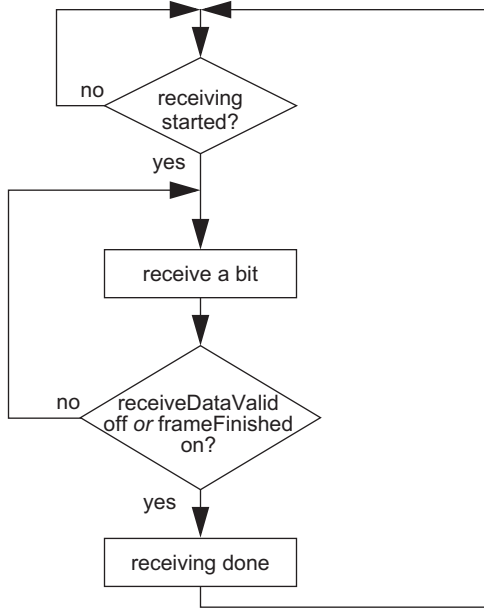 no
receiving
started?
yes
receive a bit
no
receiveDataValid
off or frameFinished
on?
yes
receiving done